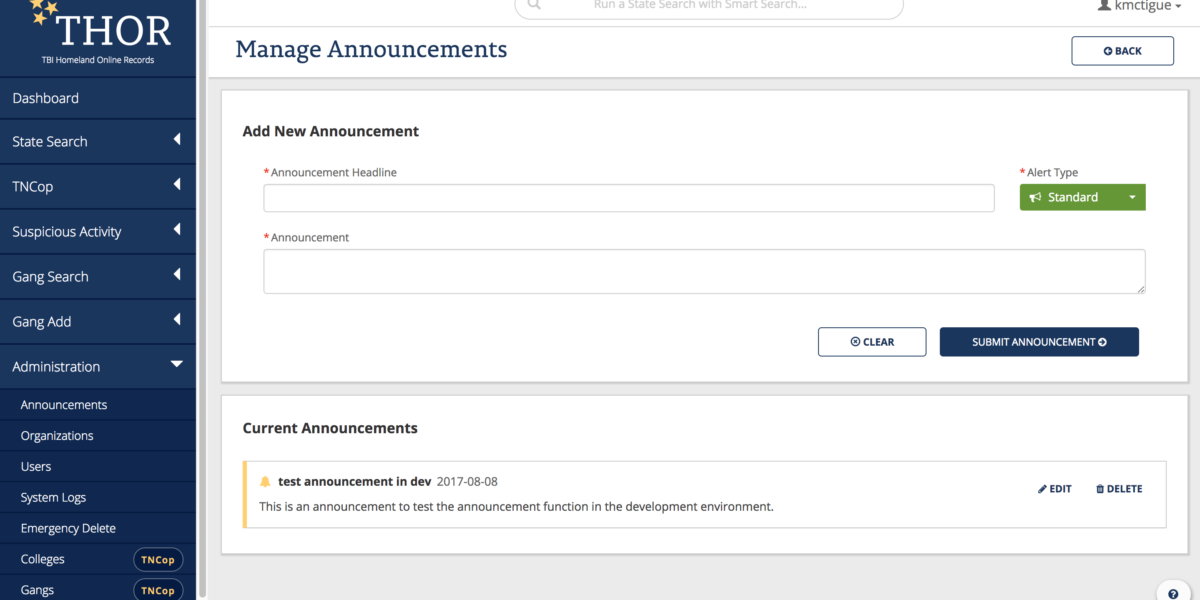 THOR
TBI Homeland Online Records
Dashboard
State Search
TNCop
Suspicious Activity
Gang Search
Gang Add
Administration
Announcements
Organizations
Users
System Logs
Emergency Delete
Colleges TNCop
Gangs TNCop
Run a State Search with Smart Search...
kmctigue
Manage Announcements
BACK
Add New Announcement
*Announcement Headline
*Alert Type
Standard
*Announcement
CLEAR
SUBMIT ANNOUNCEMENT
Current Announcements
test announcement in dev 2017-08-08
This is an announcement to test the announcement function in the development environment.
EDIT
DELETE
?